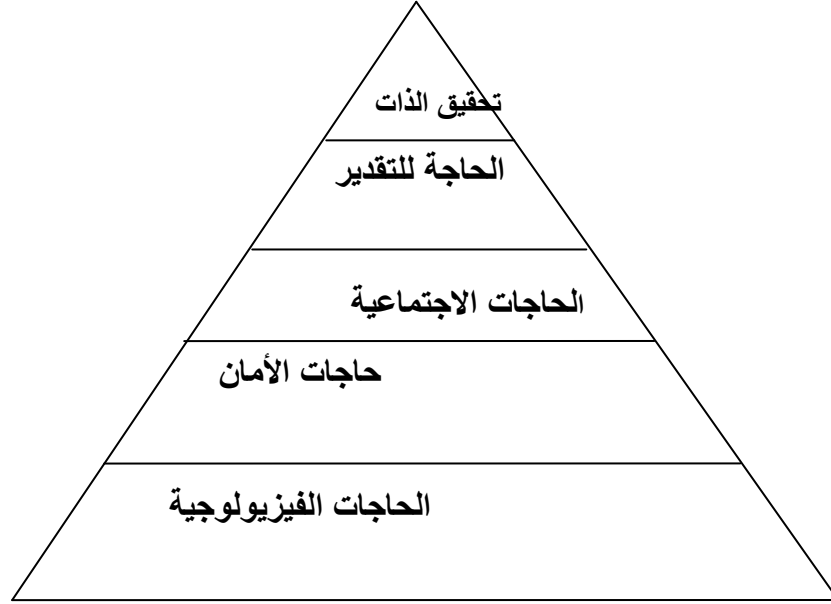 تحقيق الذات
الحاجة للتقدير
الحاجات الاجتماعية
حاجات الأمان
الحاجات الفيزيولوجية